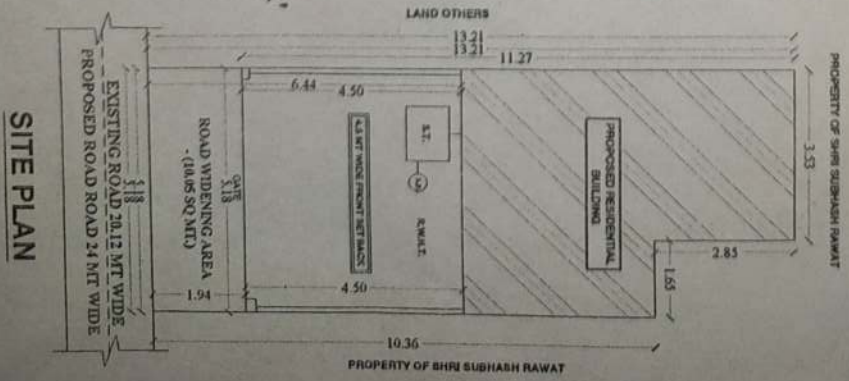 LAND OTHERS
13.21
13.21
11.27
PROPERTY OF SHRI SUBHASH RAWAT
3.53
2.85
1.65
PROPOSED RESIDENTIAL
BUILDING
6.44
4.50
S.T.
R.W.H.T.
4.5 MT WIDE FRONT SET BACK
4.50
GATE
5.18
ROAD WIDENING AREA
- (10.05 SQ MT.)
1.94
10.36
PROPERTY OF SHRI SUBHASH RAWAT
5.18
5.18
EXISTING ROAD 20.12 MT WIDE
PROPOSED ROAD ROAD 24 MT WIDE
SITE PLAN